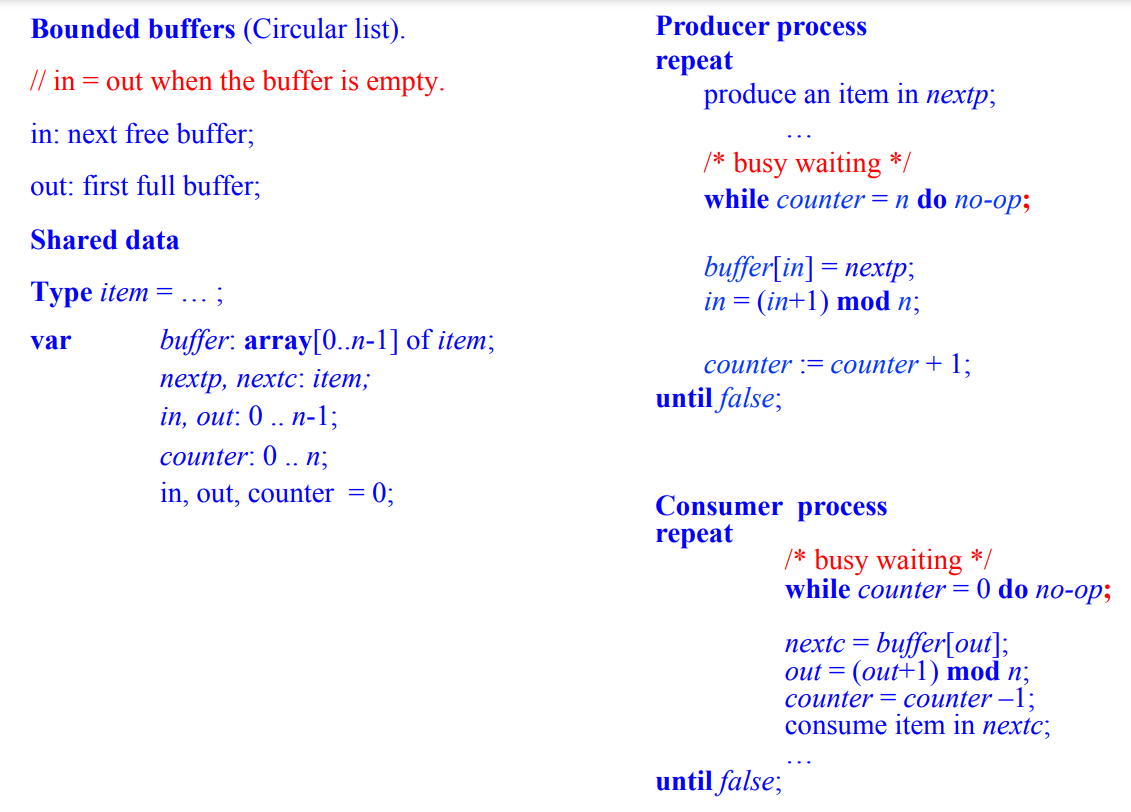 Bounded buffers (Circular list).
// in = out when the buffer is empty.
in: next free buffer;
out: first full buffer;
Shared data
Type item = … ;
var buffer: array[0..n-1] of item;
nextp, nextc: item;
in, out: 0 .. n-1;
counter: 0 .. n;
in, out, counter = 0;
Producer process
repeat
produce an item in nextp;
…
/* busy waiting */
while counter = n do no-op;
buffer[in] = nextp;
in = (in+1) mod n;
counter := counter + 1;
until false;
Consumer process
repeat
/* busy waiting */
while counter = 0 do no-op;
nextc = buffer[out];
out = (out+1) mod n;
counter = counter –1;
consume item in nextc;
…
until false;